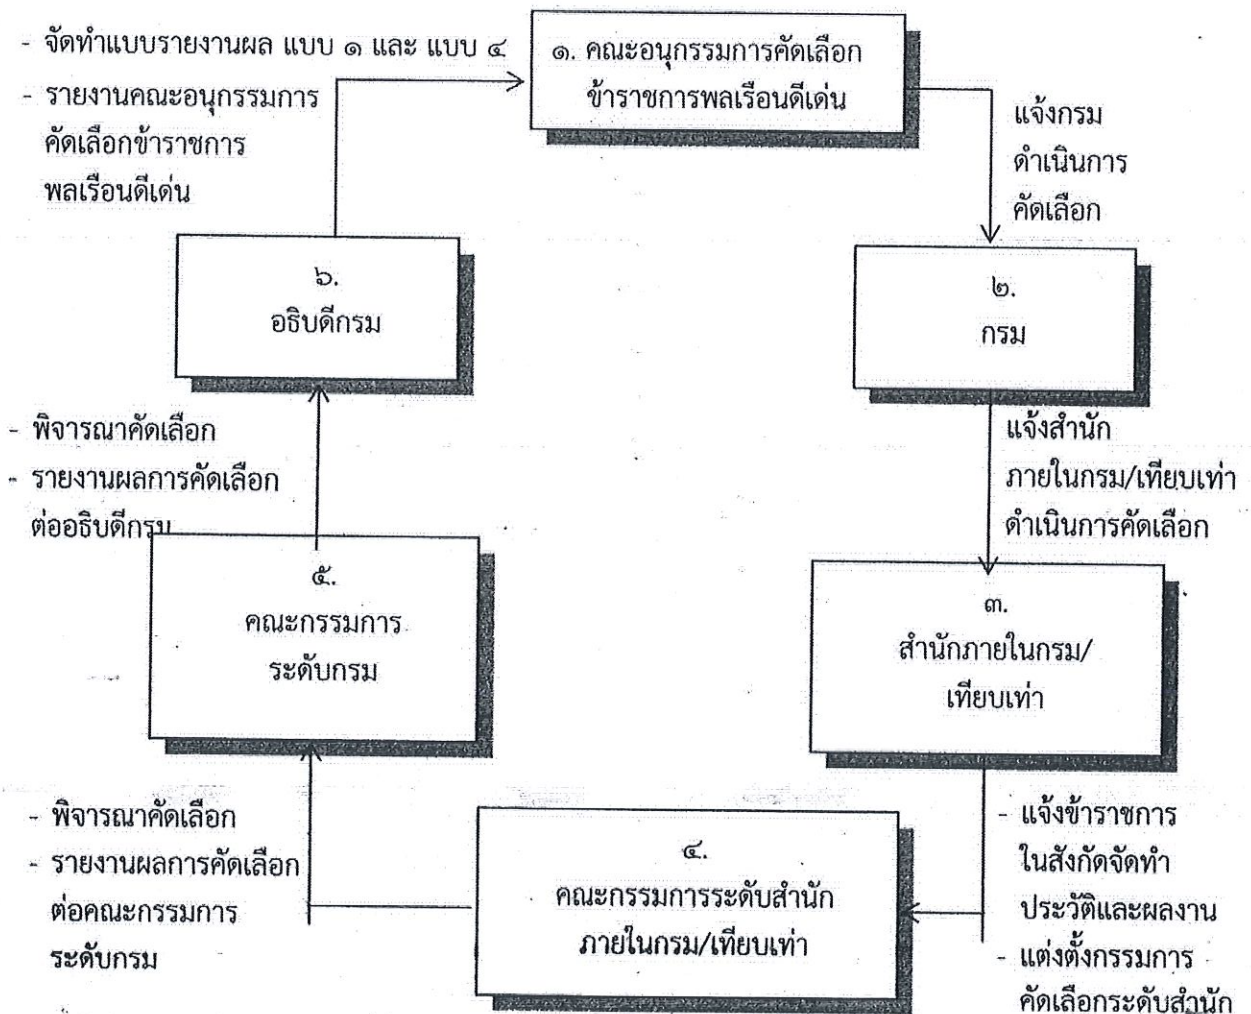 - จัดทำแบบรายงานผล แบบ ๑ และ แบบ ๔
- รายงานคณะอนุกรรมการ
คัดเลือกข้าราชการ
พลเรือนดีเด่น
๑. คณะอนุกรรมการคัดเลือก
ข้าราชการพลเรือนดีเด่น
แจ้งกรม
ดำเนินการ
คัดเลือก
๖.
อธิบดีกรม
๒.
กรม
- พิจารณาคัดเลือก
- รายงานผลการคัดเลือก
ต่ออธิบดีกรม
แจ้งสำนัก
ภายในกรม/เทียบเท่า
ดำเนินการคัดเลือก
๕.
คณะกรรมการ
ระดับกรม
๓.
สำนักภายในกรม/
เทียบเท่า
- พิจารณาคัดเลือก
- รายงานผลการคัดเลือก
ต่อคณะกรรมการ
ระดับกรม
๔.
คณะกรรมการระดับสำนัก
ภายในกรม/เทียบเท่า
- แจ้งข้าราชการ
ในสังกัดจัดทำ
ประวัติและผลงาน
- แต่งตั้งกรรมการ
คัดเลือกระดับสำนัก